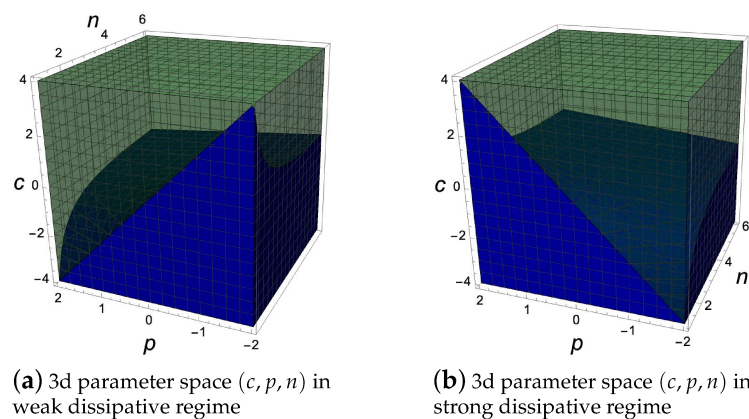 n
2
4
6
4
2
c
0
−2
−4
2
1
0
−1
−2
p
4
2
c
0
−2
−4
2
1
0
−1
−2
p
2
4
6
n
(a) 3d parameter space (c, p, n) in
weak dissipative regime
(b) 3d parameter space (c, p, n) in
strong dissipative regime